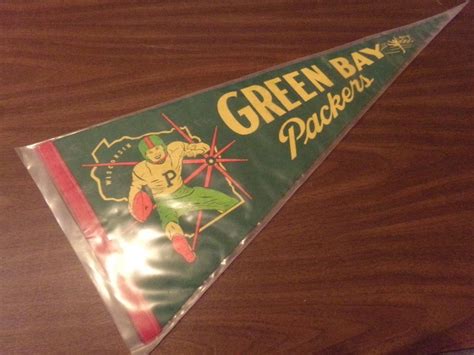 GREEN BAY
Packers
WISCONSIN
P